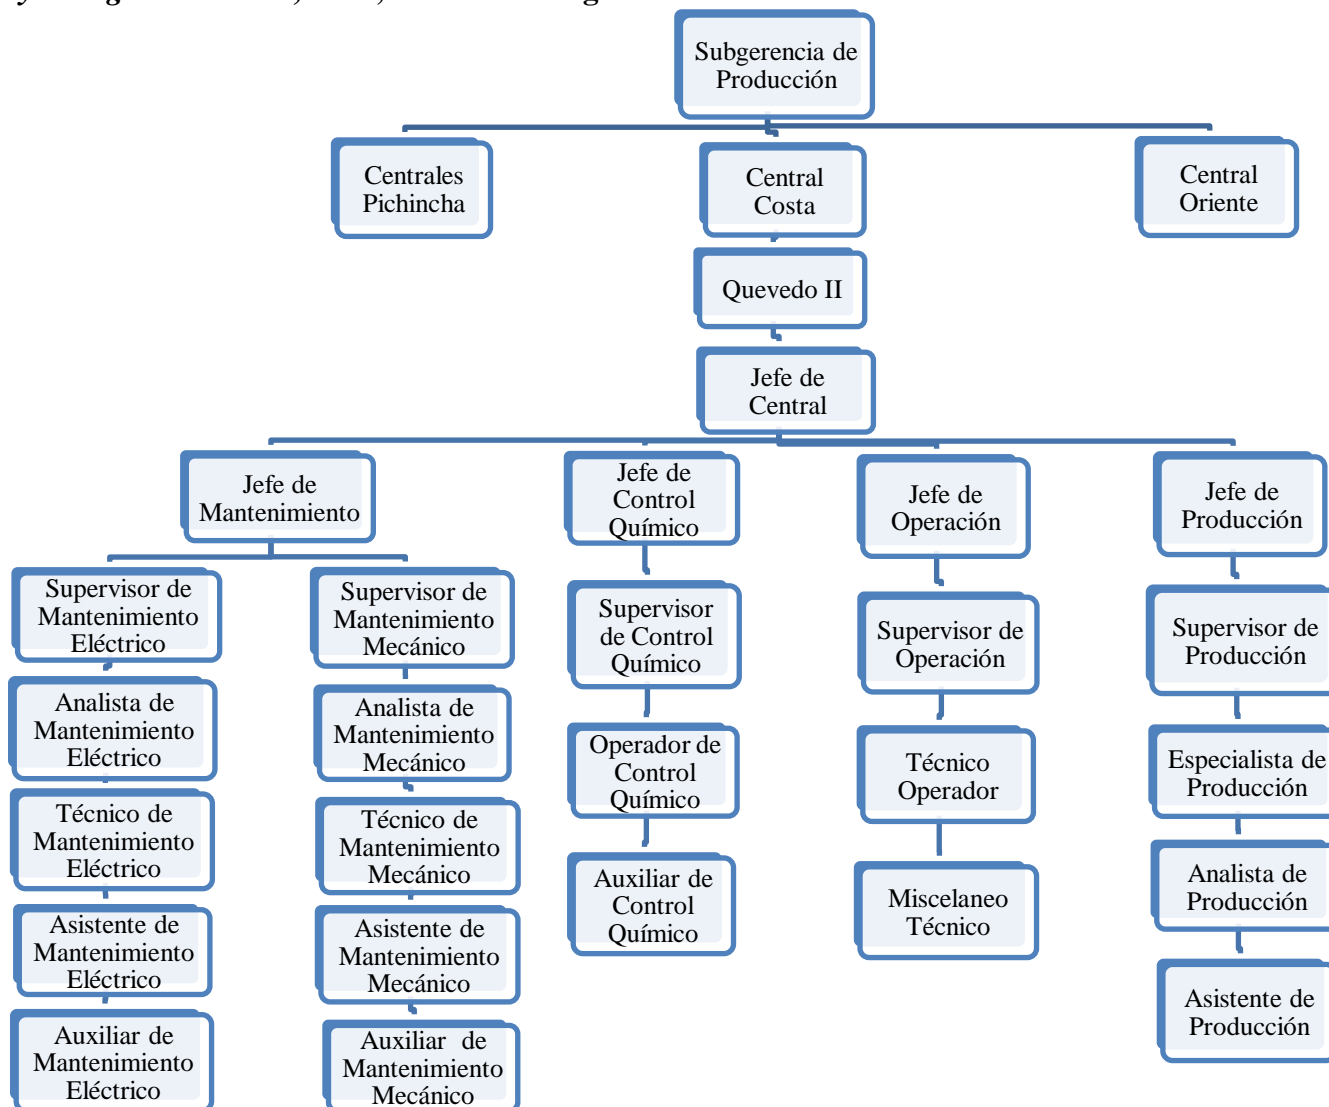 Subgerencia de
Producción
Centrales
Pichincha
Central
Costa
Central
Oriente
Quevedo II
Jefe de
Central
Jefe de
Mantenimiento
Jefe de
Control
Químico
Jefe de
Operación
Jefe de
Producción
Supervisor de
Mantenimiento
Eléctrico
Supervisor de
Mantenimiento
Mecánico
Supervisor
de Control
Químico
Supervisor de
Operación
Supervisor de
Producción
Analista de
Mantenimiento
Eléctrico
Analista de
Mantenimiento
Mecánico
Operador de
Control
Químico
Técnico
Operador
Especialista de
Producción
Técnico de
Mantenimiento
Eléctrico
Técnico de
Mantenimiento
Mecánico
Auxiliar de
Control
Químico
Miscelaneo
Técnico
Analista de
Producción
Asistente de
Mantenimiento
Eléctrico
Asistente de
Mantenimiento
Mecánico
Asistente de
Producción
Auxiliar de
Mantenimiento
Eléctrico
Auxiliar de
Mantenimiento
Mecánico